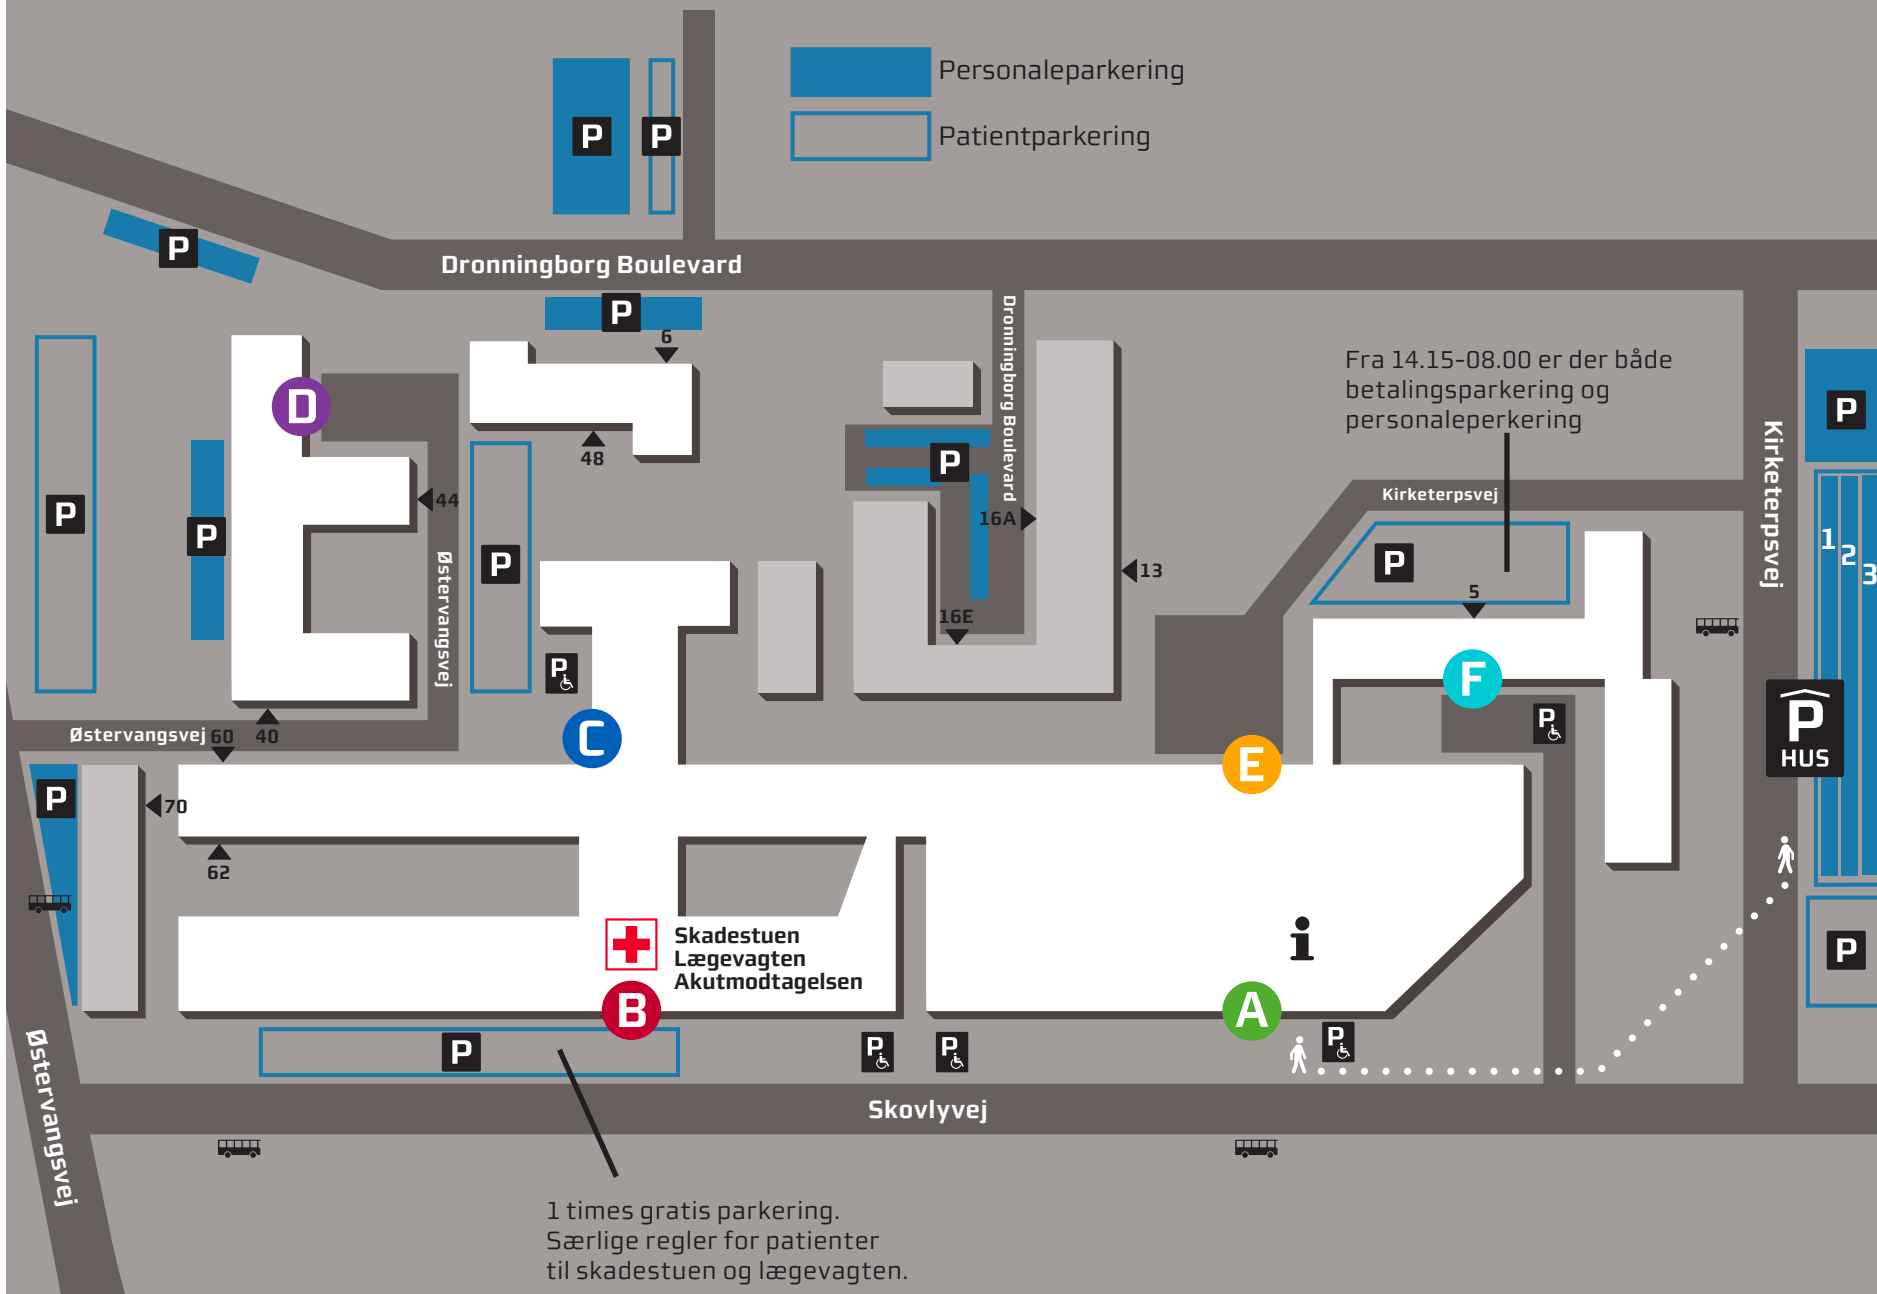 Personaleparkering
Patientparkering
P
P
P
Dronningborg Boulevard
P
6
Dronningborg Boulevard
Fra 14.15-08.00 er der både
betalingsparkering og
personaleperkering
P
D
48
P
Kirketerpsvej
Kirketerpsvej
44
P
P
16A
P
P
P
13
1
2
3
Østervangsvej
5
16E
P
F
P
P
HUS
C
Østervangsvej
60
40
E
P
70
62
Skadestuen
Lægevagten
Akutmodtagelsen
i
P
B
A
P
P
P
P
Østervangsvej
Skovlyvej
1 times gratis parkering.
Særlige regler for patienter
til skadestuen og lægevagten.